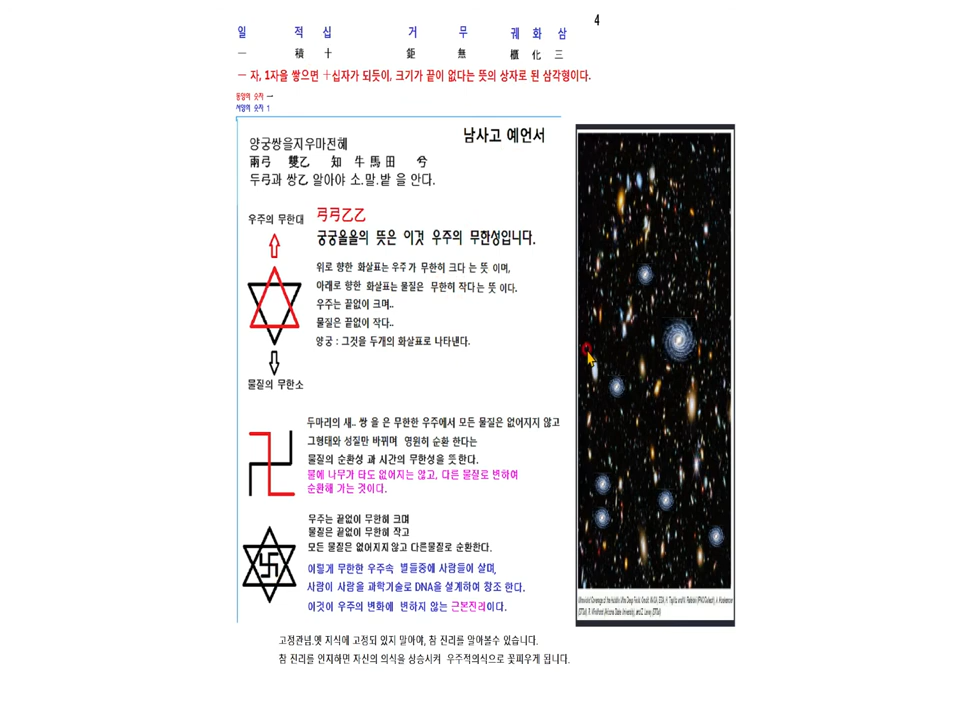 4
일 적 십 거 무 궤 화 삼
一 積 十 鉅 無 櫃 化 三
一 자, 1자을 쌓으면 十십자가 되듯이, 크기가 끝이 없다는 뜻의 상자로 된 삼각형이다.
동양의 숫자 一
서양의 숫자 1
남사고 예언서
양궁쌍을지우마전혜
兩弓 雙乙 知 牛馬田 兮
두弓과 쌍乙 알아야 소.말.밭 을 안다.
우주의 무한대
弓弓乙乙
궁궁을을의 뜻은 이것 우주의 무한성입니다.
위로 향한 화살표는 우주가 무한히 크다 는 뜻 이며,
아래로 향한 화살표는 물질은 무한히 작다는 뜻 이다.
우주는 끝없이 크며..
물질은 끝없이 작다..
양궁 : 그것을 두개의 화살표로 나타낸다.
물질의 무한소
두마리의 새.. 쌍 을 은 무한한 우주에서 모든 물질은 없어지지 않고
그형태와 성질만 바뀌며 영원히 순환 한다는
물질의 순환성 과 시간의 무한성을 뜻 한다.
불에 나무가 타도 없어지는 않고, 다른 물질로 변하여
순환해 가는 것이다.
우주는 끝없이 무한히 크며
물질은 끝없이 무한히 작고
모든 물질은 없어지지 않고 다른물질로 순환한다.
이렇게 무한한 우주속 별들중에 사람들이 살며,
사람이 사람을 과학기술로 DNA을 설계하여 창조 한다.
이것이 우주의 변화에 변하지 않는 근본진리이다.
고정관념.옛 지식에 고정되 있지 말아야, 참 진리를 알아볼수 있습니다.
참 진리를 인지하면 자신의 의식을 상승시켜 우주적의식으로 꽃피우게 됩니다.